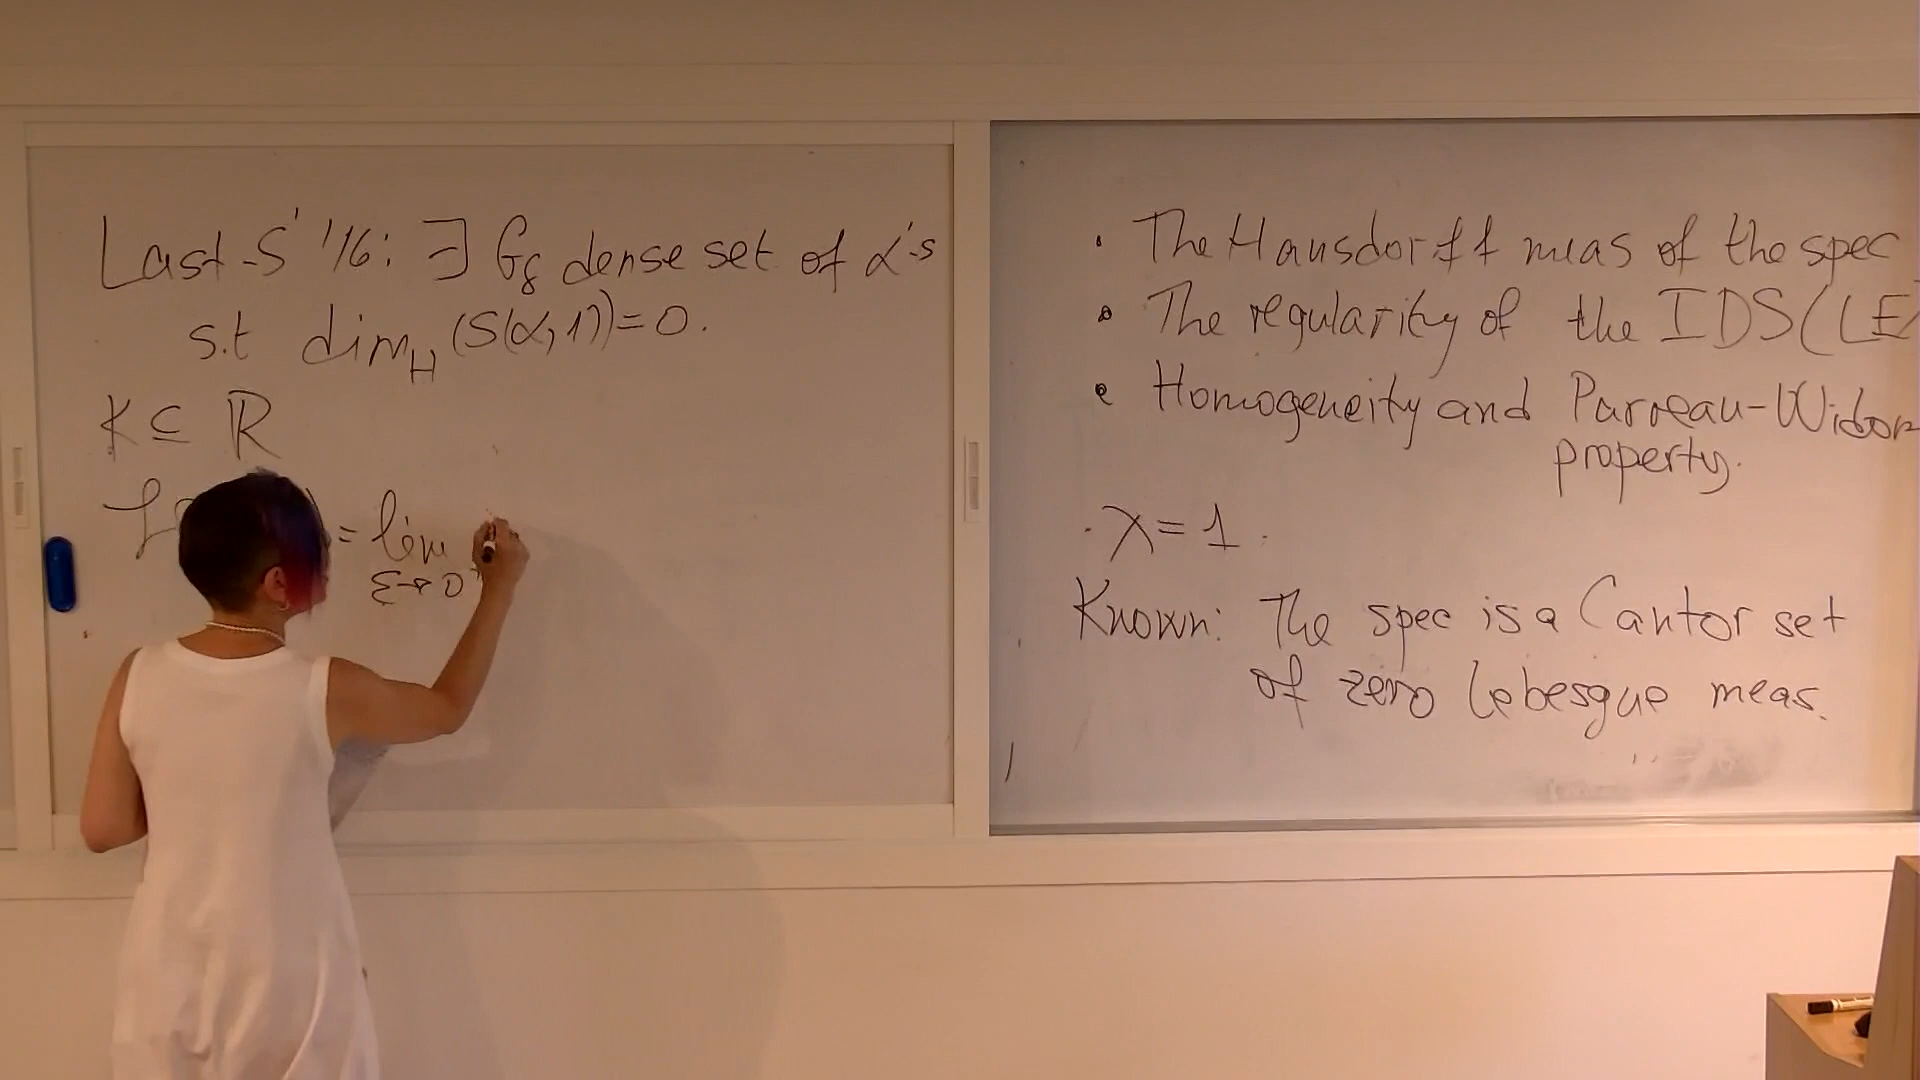 Last-S' '16: ∃ Gδ dense set of α's
s.t dim_H (S(α,1))=0.
K ⊆ ℝ
= lim
ε→0⁺
• The Hausdorff meas of the spec
• The regularity of the IDS(LE)
• Homogeneity and Parreau-Widom
property.
· λ=1.
Known: The spec is a Cantor set
of zero lebesgue meas.